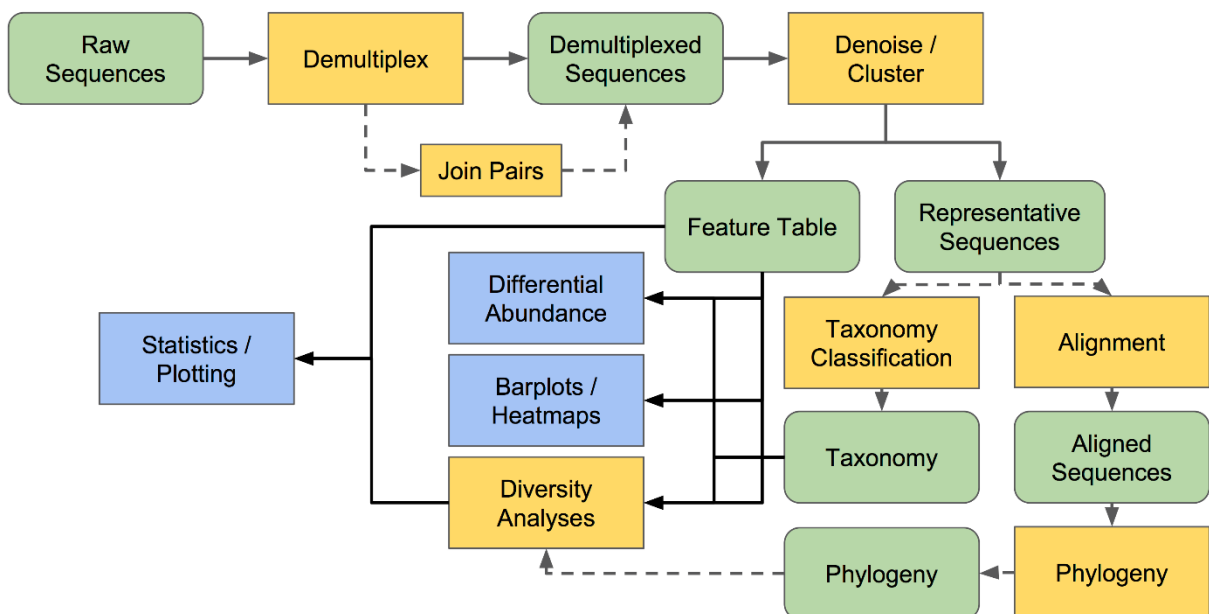 Raw
Sequences
Demultiplex
Demultiplexed
Sequences
Denoise /
Cluster
Join Pairs
Feature Table
Representative
Sequences
Differential
Abundance
Taxonomy
Classification
Alignment
Statistics /
Plotting
Barplots /
Heatmaps
Taxonomy
Aligned
Sequences
Diversity
Analyses
Phylogeny
Phylogeny